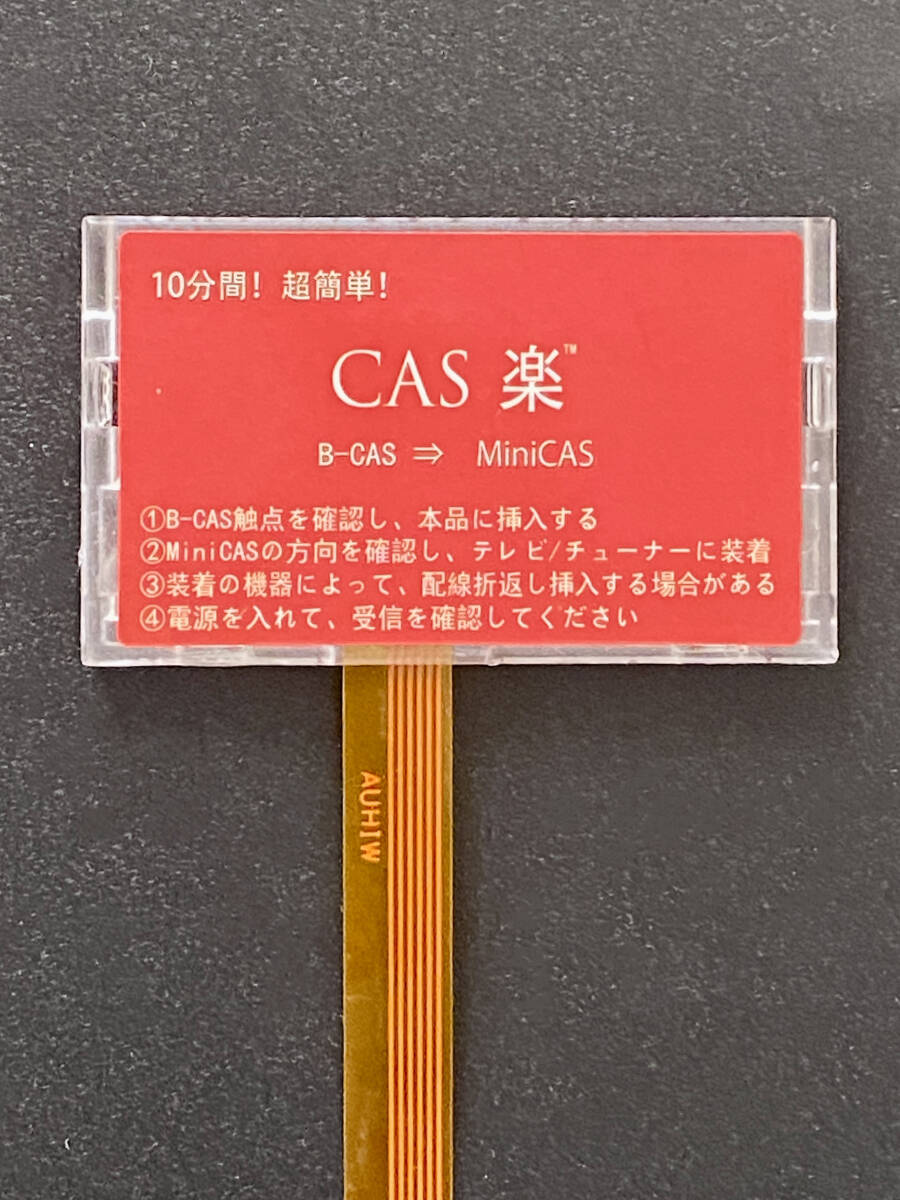 10分間! 超簡単!
CAS 楽™
B-CAS ⇒ MiniCAS
①B-CAS触点を確認し、本品に挿入する
②MiniCASの方向を確認し、テレビ/チューナーに装着
③装着の機器によって、配線折返し挿入する場合がある
④電源を入れて、受信を確認してください
AUHIW